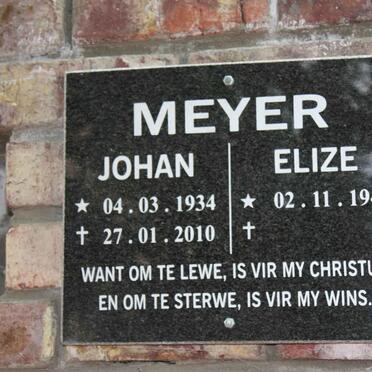 MEYER
JOHAN ELIZE
★ 04.03.1934 ★ 02.11.194
✝ 27.01.2010 ✝
WANT OM TE LEWE, IS VIR MY CHRISTU
EN OM TE STERWE, IS VIR MY WINS.